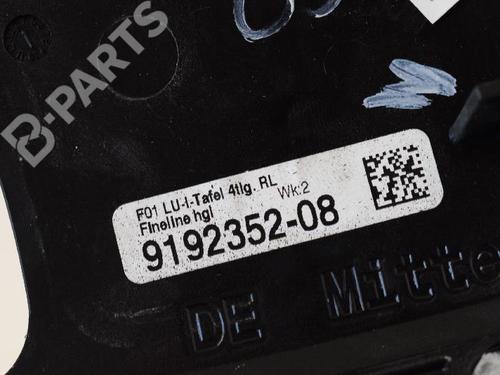 B-PARTS
F01 LU-I-Tafel 4tlg. RL
Fineline hgl Wk:2
9192352-08
DE Mitte